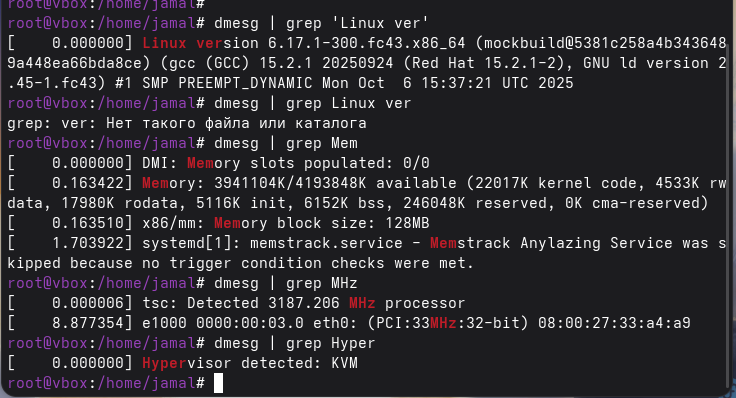 root@vbox:/home/jamal#
root@vbox:/home/jamal# dmesg | grep 'Linux ver'
[    0.000000] Linux version 6.17.1-300.fc43.x86_64 (mockbuild@5381c258a4b343648
9a448ea66bda8ce) (gcc (GCC) 15.2.1 20250924 (Red Hat 15.2.1-2), GNU ld version 2
.45-1.fc43) #1 SMP PREEMPT_DYNAMIC Mon Oct  6 15:37:21 UTC 2025
root@vbox:/home/jamal# dmesg | grep Linux ver
grep: ver: Нет такого файла или каталога
root@vbox:/home/jamal# dmesg | grep Mem
[    0.000000] DMI: Memory slots populated: 0/0
[    0.163422] Memory: 3941104K/4193848K available (22017K kernel code, 4533K rw
data, 17980K rodata, 5116K init, 6152K bss, 246048K reserved, 0K cma-reserved)
[    0.163510] x86/mm: Memory block size: 128MB
[    1.703922] systemd[1]: memstrack.service - Memstrack Anylazing Service was s
kipped because no trigger condition checks were met.
root@vbox:/home/jamal# dmesg | grep MHz
[    0.000006] tsc: Detected 3187.206 MHz processor
[    8.877354] e1000 0000:00:03.0 eth0: (PCI:33MHz:32-bit) 08:00:27:33:a4:a9
root@vbox:/home/jamal# dmesg | grep Hyper
[    0.000000] Hypervisor detected: KVM
root@vbox:/home/jamal#